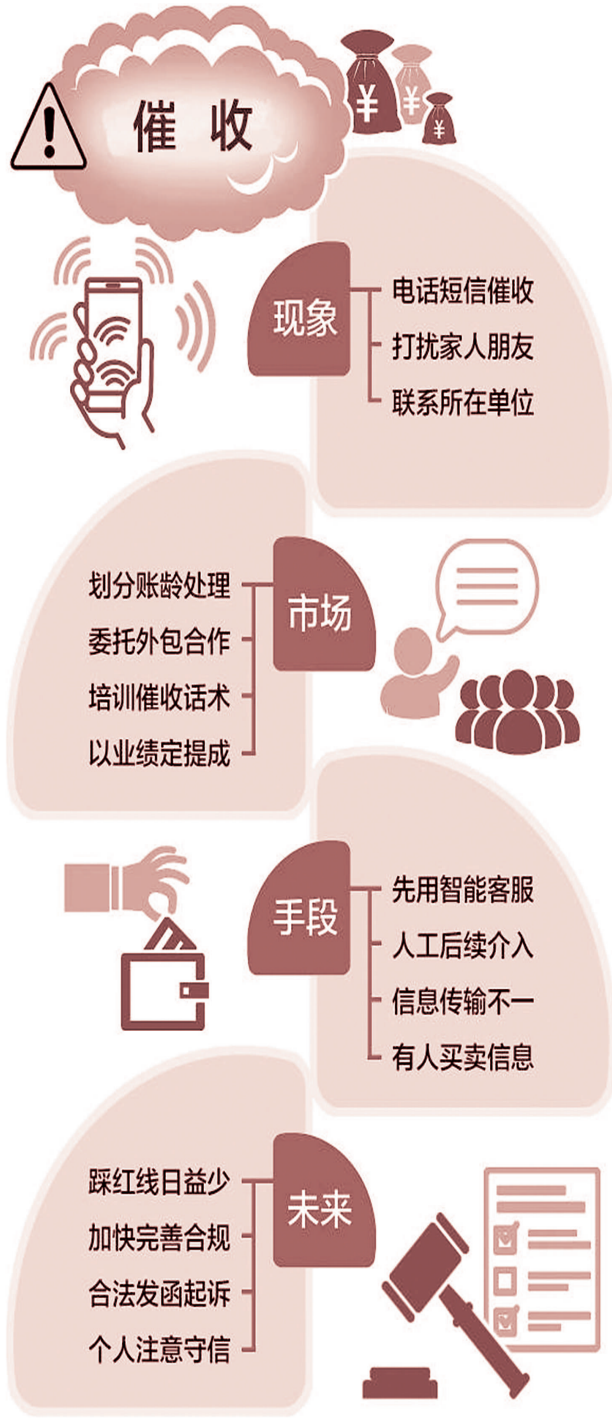 催收
¥
¥
¥
现象
电话短信催收
打扰家人朋友
联系所在单位
市场
划分账龄处理
委托外包合作
培训催收话术
以业绩定提成
手段
先用智能客服
人工后续介入
信息传输不一
有人买卖信息
未来
踩红线日益少
加快完善合规
合法发函起诉
个人注意守信